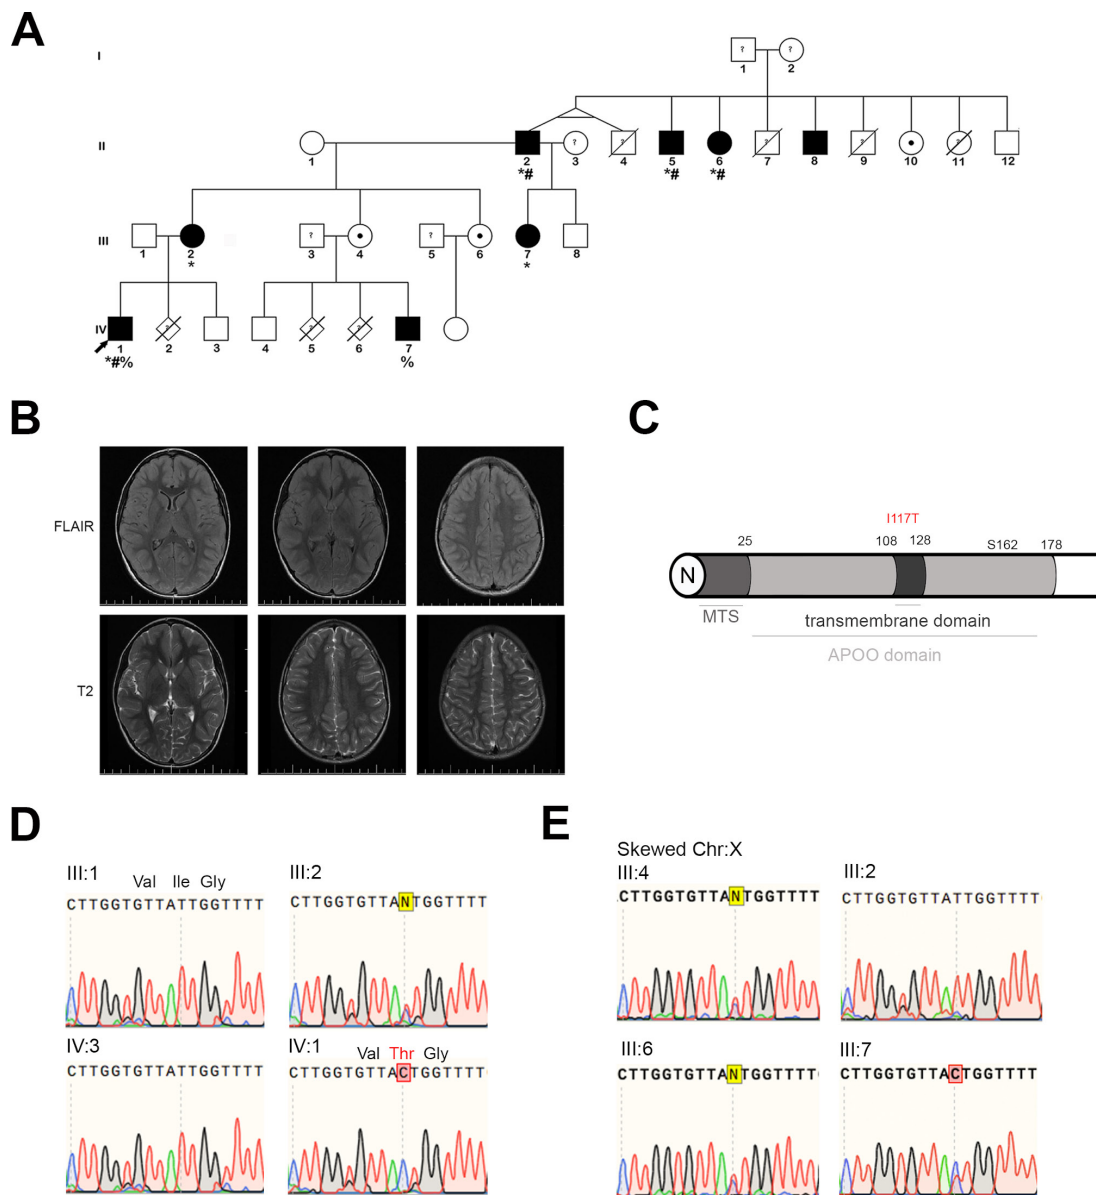 A
I
? ?
1 2
II
? ? ? ? ?
1 2 3 4 5 6 7 8 9 10 11 12
*# *# *#
III
? ?
1 2 3 4 5 6 7 8
* *
IV
? ? ?
1 2 3 4 5 6 7
*#% %
B
FLAIR
T2
C
I117T
25 108 128 S162 178
N
MTS
transmembrane domain
APOO domain
D
III:1
Val Ile Gly
CTTGGTGTTATTGGTTTT
III:2
CTTGGTGTTANTGGTTTT
IV:3
CTTGGTGTTATTGGTTTT
IV:1
Val Thr Gly
CTTGGTGTTACTGGTTTT
E
Skewed Chr:X
III:4
CTTGGTGTTANTGGTTTT
III:2
CTTGGTGTTATTGGTTTT
III:6
CTTGGTGTTANTGGTTTT
III:7
CTTGGTGTTACTGGTTTT